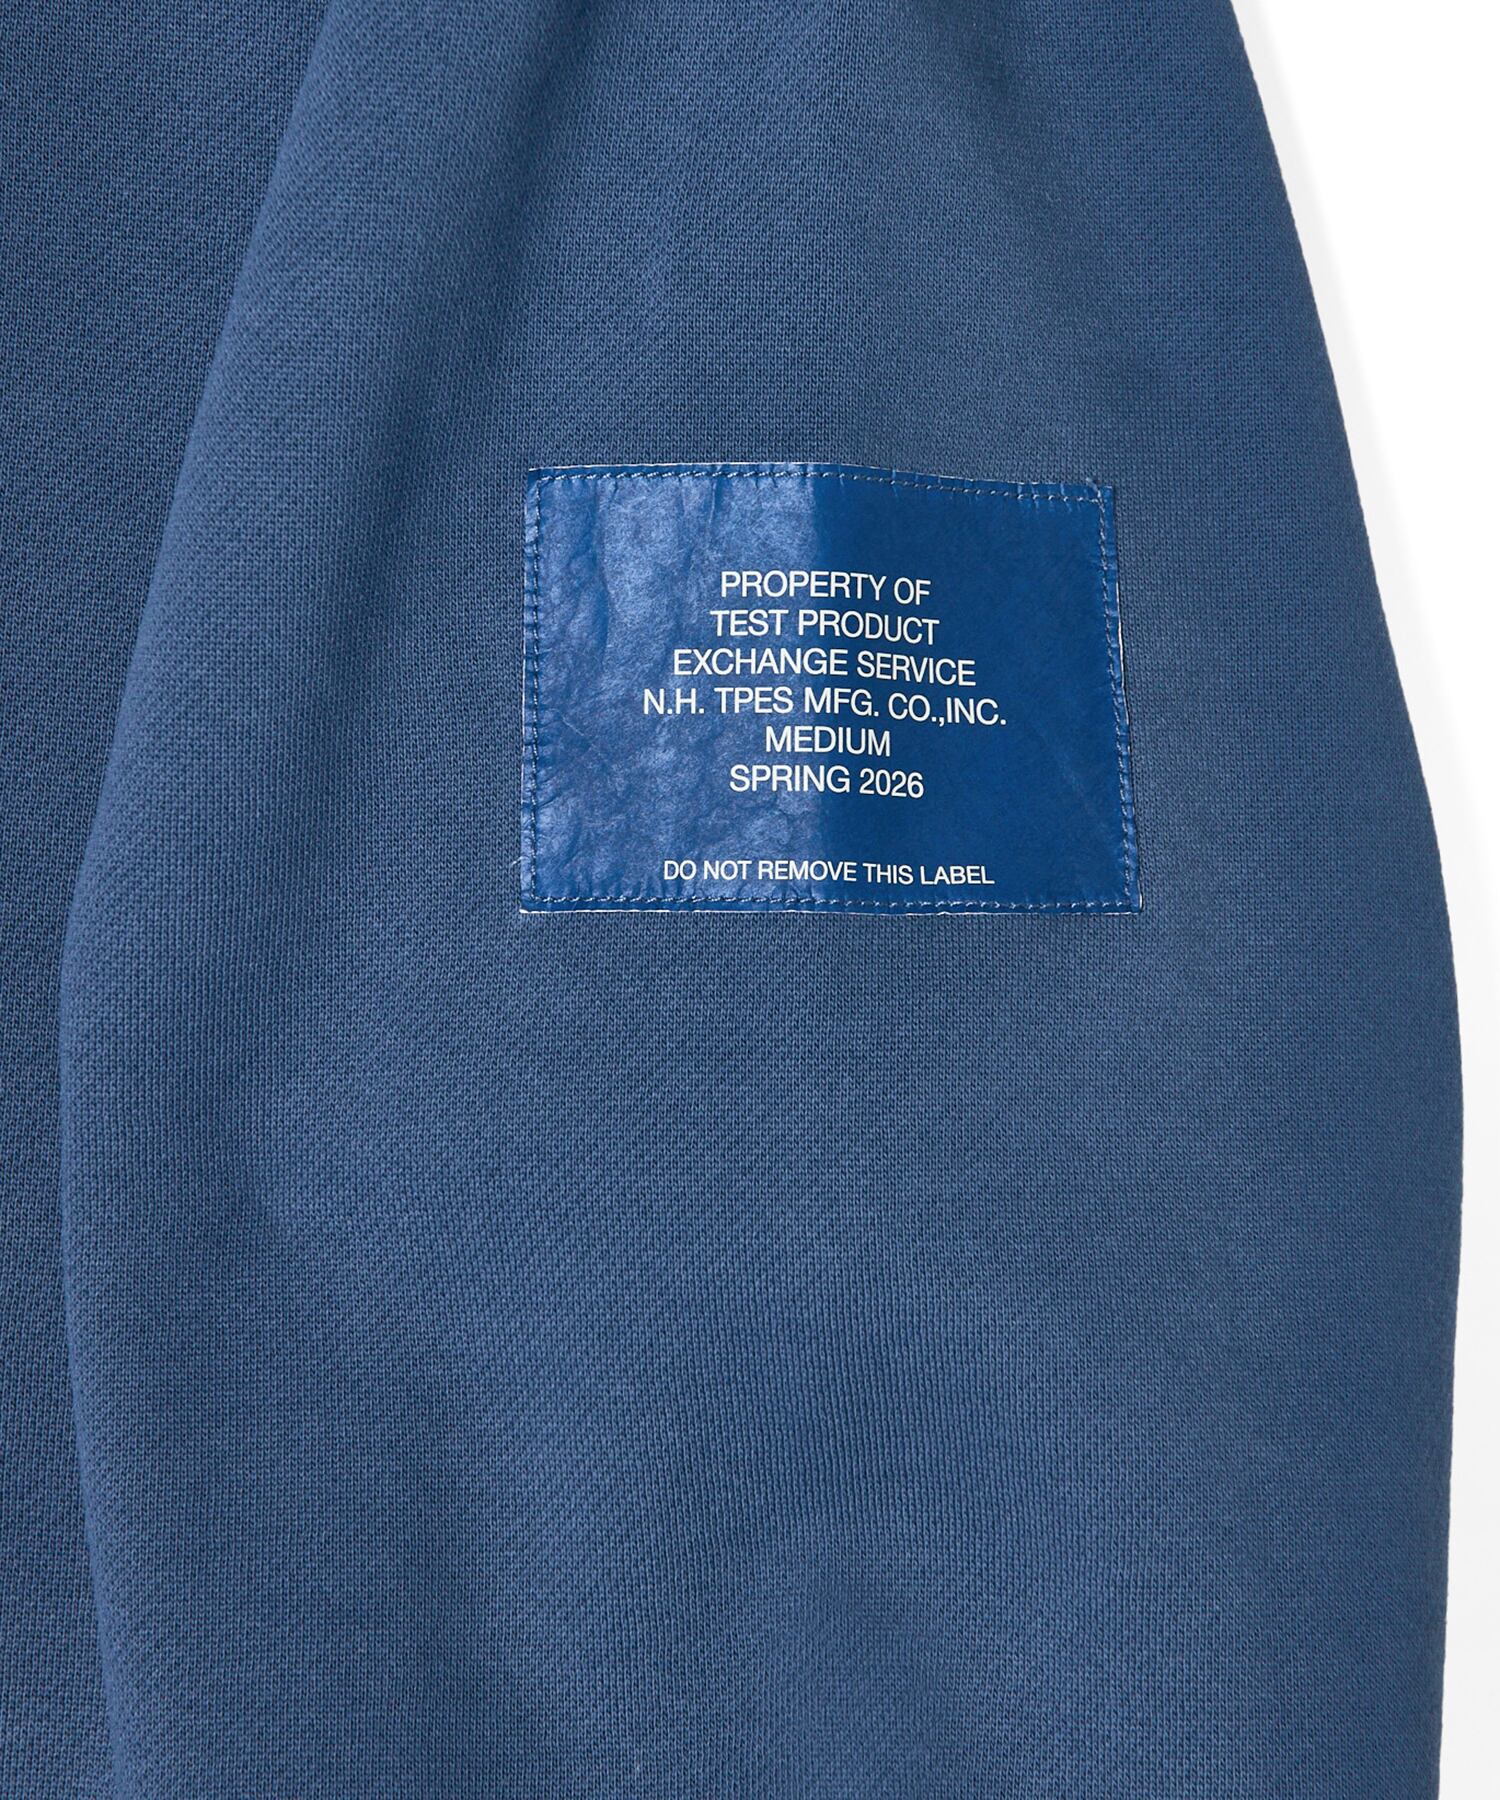 PROPERTY OF
TEST PRODUCT
EXCHANGE SERVICE
N.H. TPES MFG. CO.,INC.
MEDIUM
SPRING 2026
DO NOT REMOVE THIS LABEL